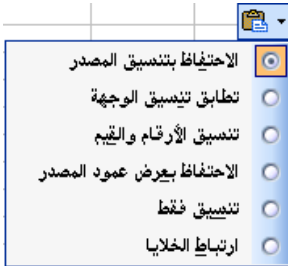 الاحتفاظ بتنسيق المصدر
تطابق تنسيق الوجهة
تنسيق الأرقام والقيم
الاحتفاظ بعرض عمود المصدر
تنسيق فقط
ارتباط الخلايا